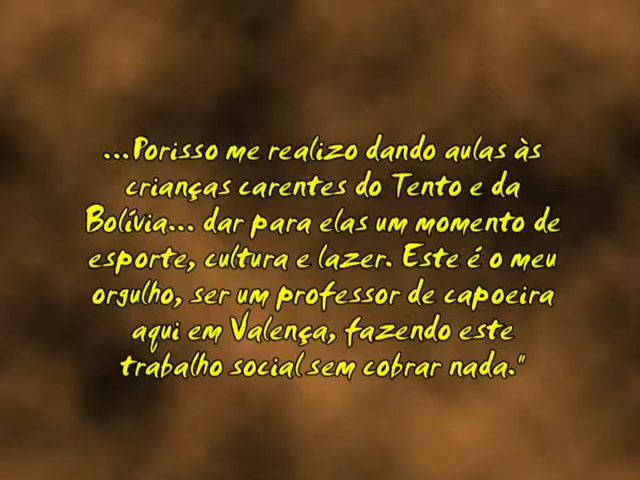 ...Porisso me realizo dando aulas às
crianças carentes do Tento e da
Bolívia... dar para elas um momento de
esporte, cultura e lazer. Este é o meu
orgulho, ser um professor de capoeira
aqui em Valença, fazendo este
trabalho social sem cobrar nada."